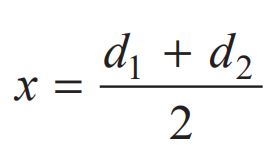 x = (d₁ + d₂) / 2